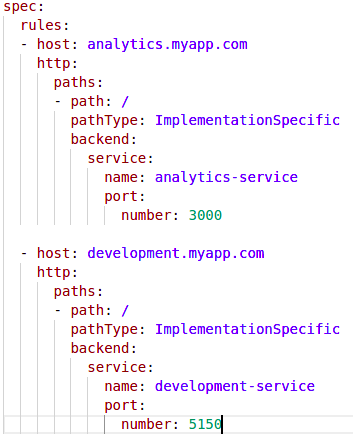 spec:
  rules:
  - host: analytics.myapp.com
    http:
      paths:
      - path: /
        pathType: ImplementationSpecific
        backend:
          service:
            name: analytics-service
            port:
              number: 3000

  - host: development.myapp.com
    http:
      paths:
      - path: /
        pathType: ImplementationSpecific
        backend:
          service:
            name: development-service
            port:
              number: 5150